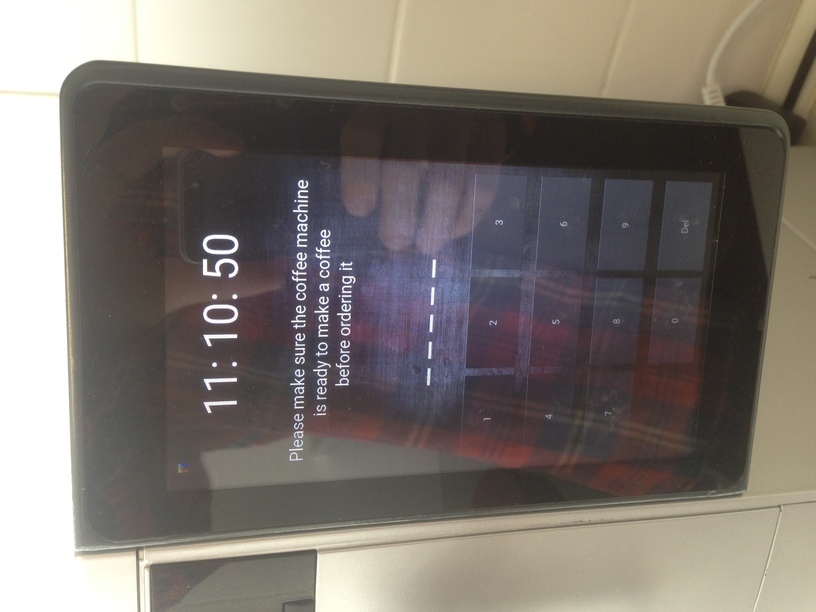 11: 10: 50
Please make sure the coffee machine
is ready to make a coffee
before ordering it
1 2 3
4 5 6
7 8 9
0 Del